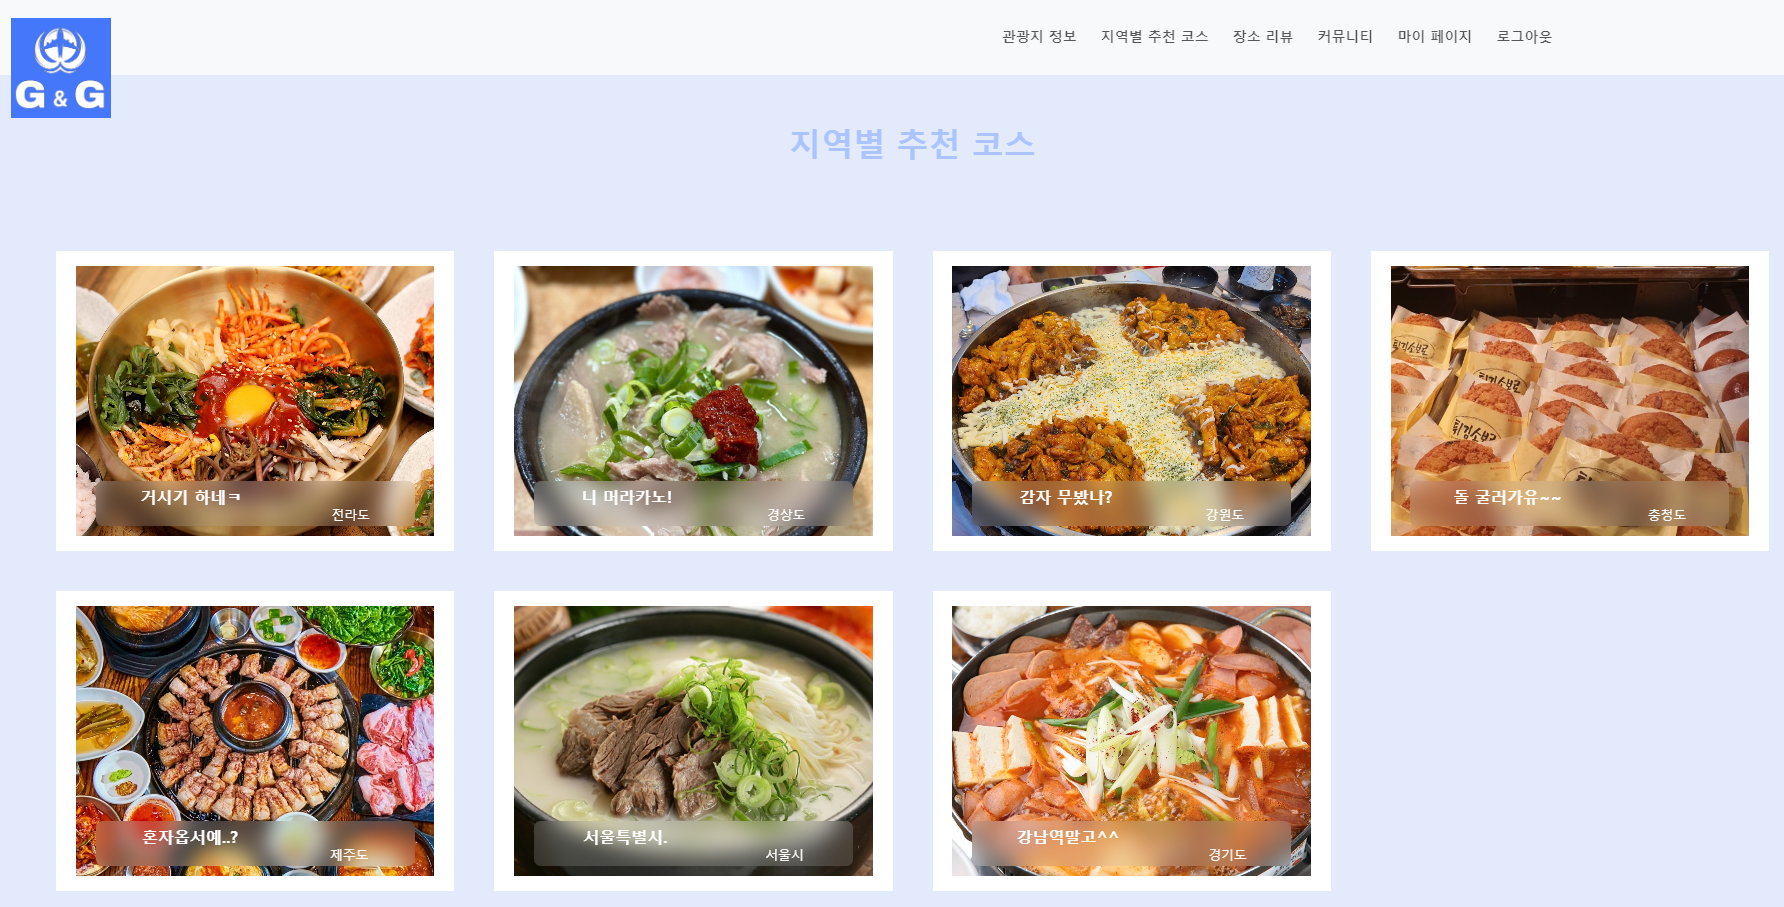 G & G
관광지 정보 지역별 추천 코스 장소 리뷰 커뮤니티 마이 페이지 로그아웃
지역별 추천 코스
거시기 하네ㅋ
전라도
니 머라카노!
경상도
감자 무봤나?
강원도
튀김소보로
튀김소보로
튀김소보로
돌 굴러가유~~
충청도
혼자옵서예..?
제주도
서울특별시.
서울시
강남역말고^^
경기도